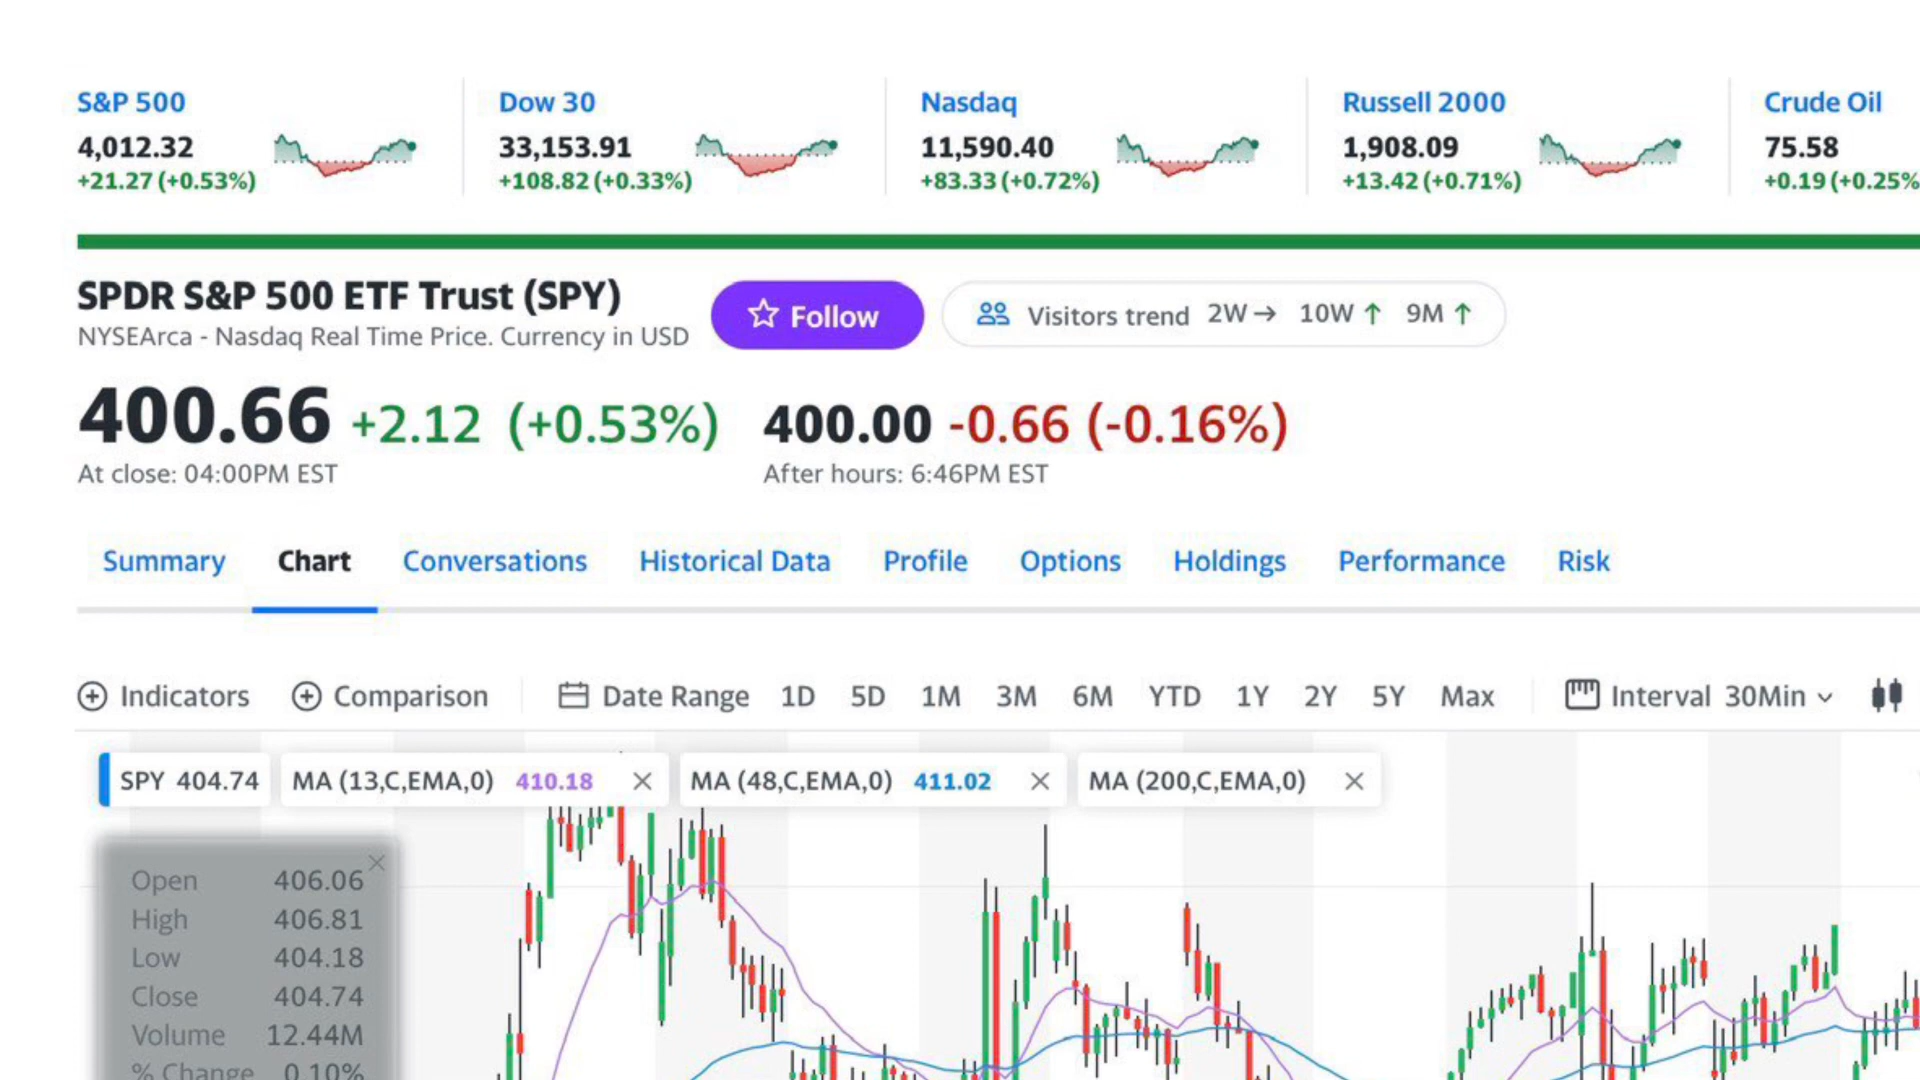 S&P 500
4,012.32
+21.27 (+0.53%)
Dow 30
33,153.91
+108.82 (+0.33%)
Nasdaq
11,590.40
+83.33 (+0.72%)
Russell 2000
1,908.09
+13.42 (+0.71%)
Crude Oil
75.58
+0.19 (+0.25%
SPDR S&P 500 ETF Trust (SPY)
NYSEArca - Nasdaq Real Time Price. Currency in USD
Follow
Visitors trend 2W→ 10W↑ 9M↑
400.66 +2.12 (+0.53%)
At close: 04:00PM EST
400.00 -0.66 (-0.16%)
After hours: 6:46PM EST
Summary Chart Conversations Historical Data Profile Options Holdings Performance Risk
Indicators Comparison Date Range 1D 5D 1M 3M 6M YTD 1Y 2Y 5Y Max Interval 30Min
SPY 404.74 MA (13,C,EMA,0) 410.18 MA (48,C,EMA,0) 411.02 MA (200,C,EMA,0)
Open 406.06
High 406.81
Low 404.18
Close 404.74
Volume 12.44M
% Change 0.10%